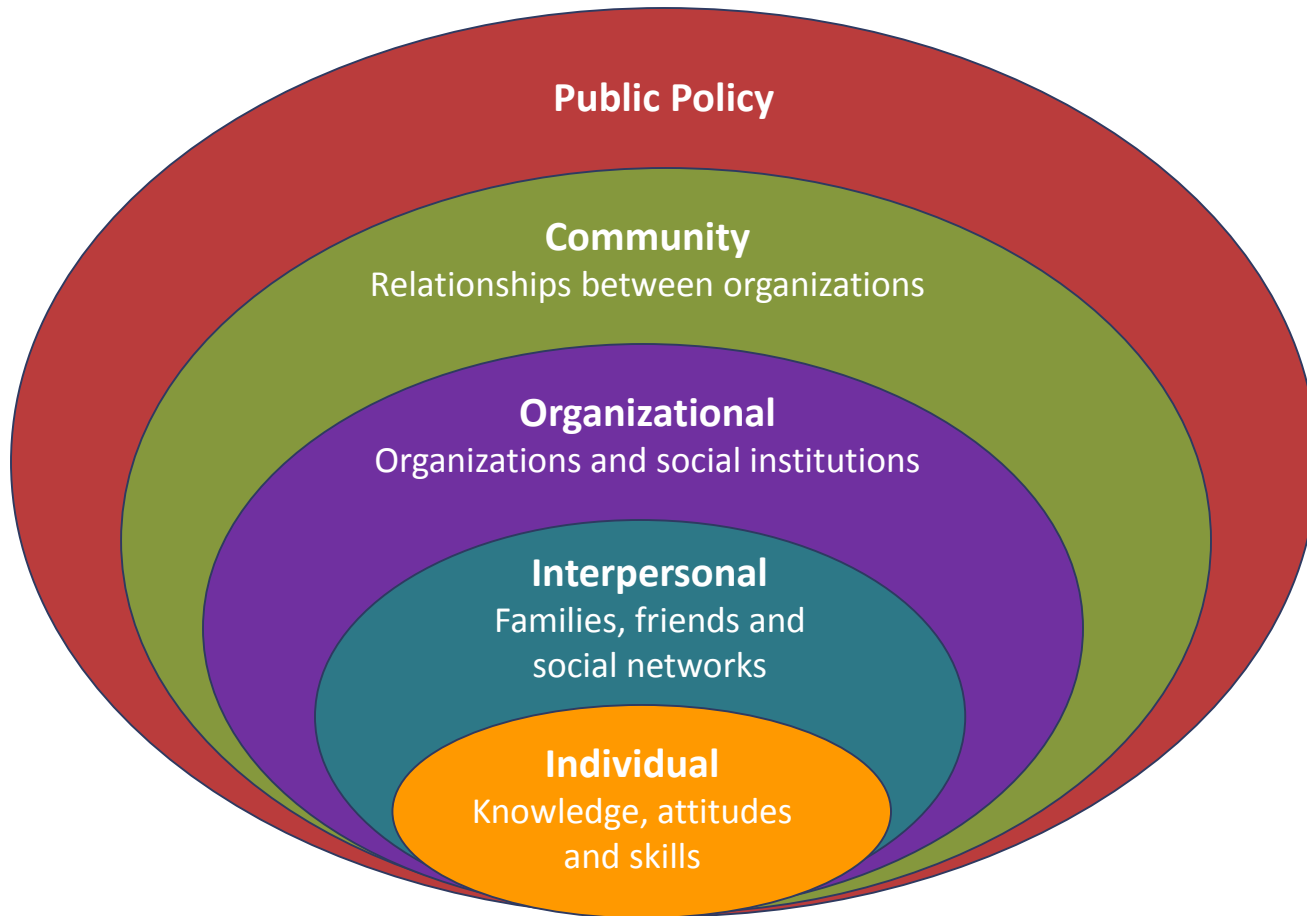 Public Policy
Community
Relationships between organizations
Organizational
Organizations and social institutions
Interpersonal
Families, friends and
social networks
Individual
Knowledge, attitudes
and skills